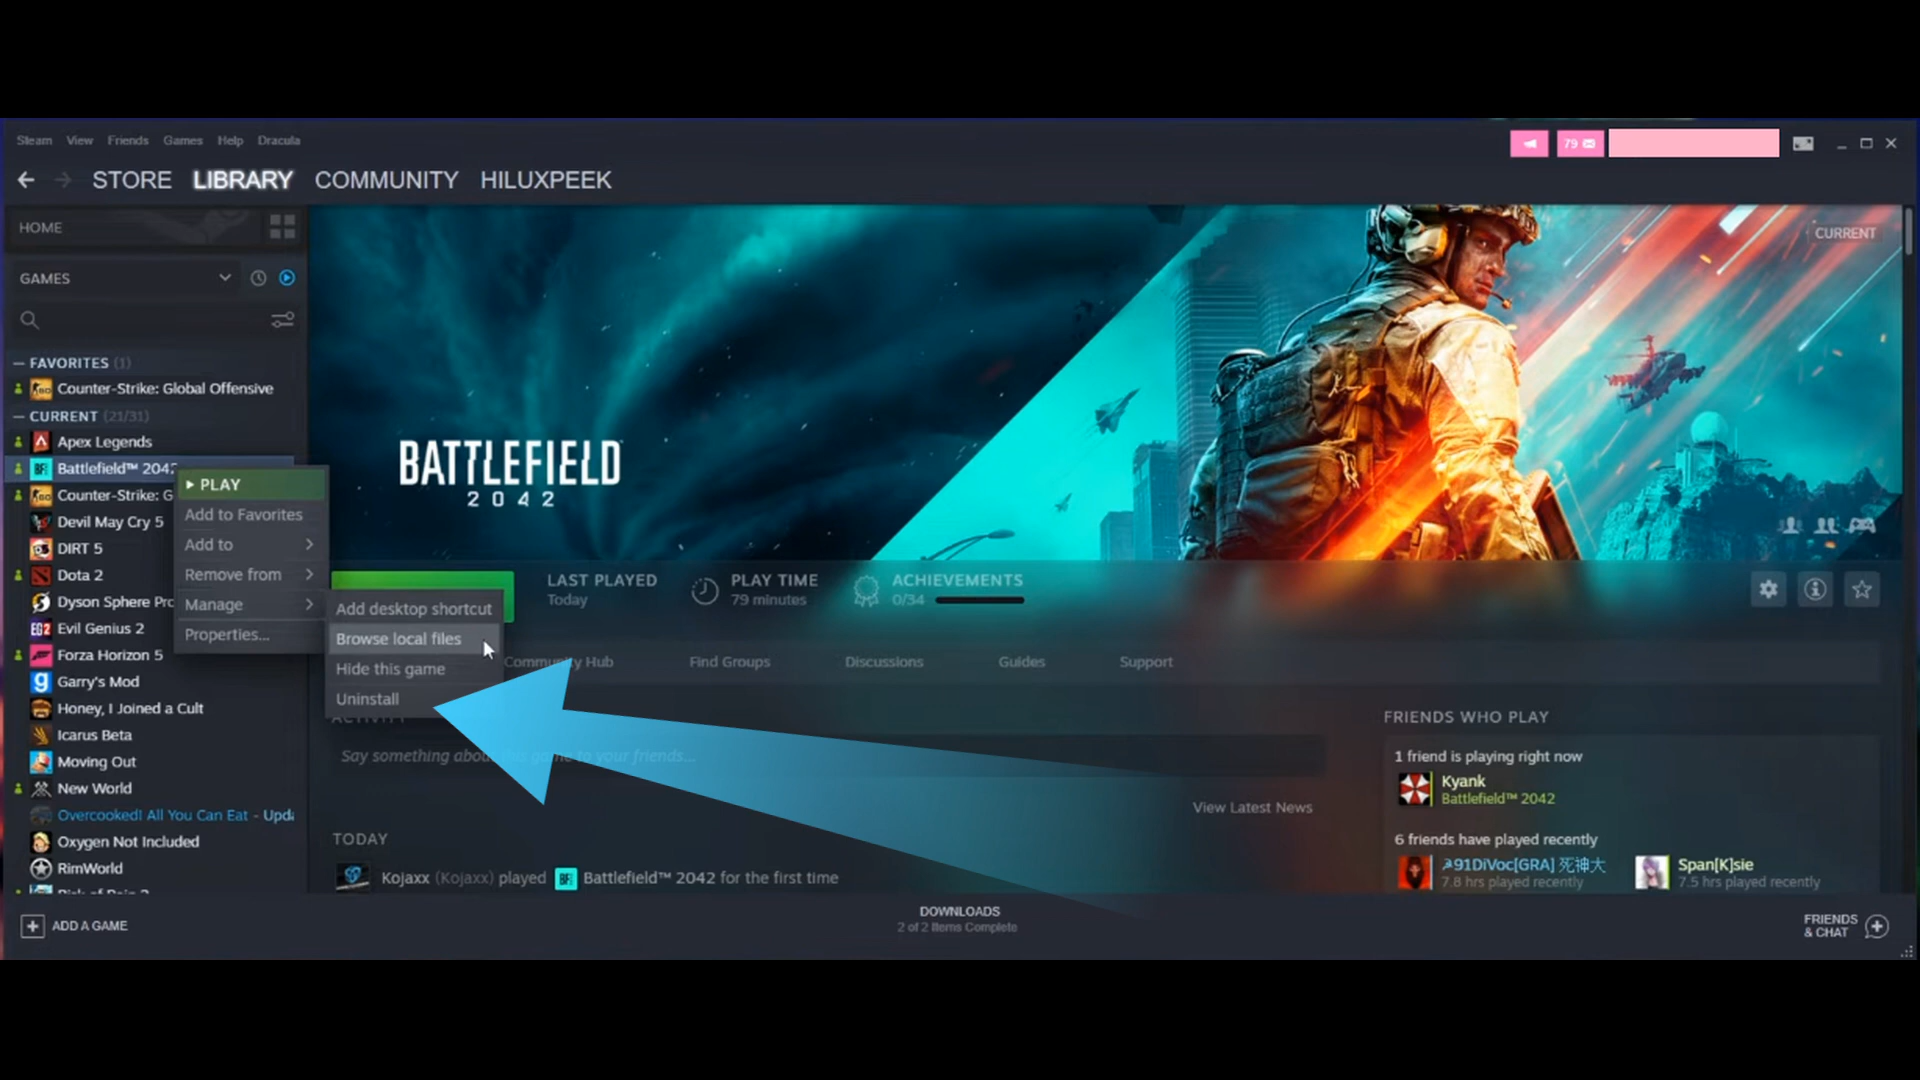 Steam View Friends Games Help Dracula
79
STORE LIBRARY COMMUNITY HILUXPEEK
HOME
CURRENT
GAMES
— FAVORITES (1)
Counter-Strike: Global Offensive
— CURRENT (21/31)
Apex Legends
Battlefield™ 2042
Counter-Strike: G
Devil May Cry 5
DIRT 5
Dota 2
Dyson Sphere Pro
Evil Genius 2
Forza Horizon 5
Garry's Mod
Honey, I Joined a Cult
Icarus Beta
Moving Out
New World
Overcooked! All You Can Eat - Upda
Oxygen Not Included
RimWorld
Risk of Rain 2
ADD A GAME
PLAY
Add to Favorites
Add to
Remove from
Manage
Properties...
Add desktop shortcut
Browse local files
Hide this game
Uninstall
BATTLEFIELD
2042
LAST PLAYED
Today
PLAY TIME
79 minutes
ACHIEVEMENTS
0/34
Community Hub Find Groups Discussions Guides Support
ACTIVITY
Say something about this game to your friends...
View Latest News
TODAY
Kojaxx (Kojaxx) played BF Battlefield™ 2042 for the first time
FRIENDS WHO PLAY
1 friend is playing right now
Kyank
Battlefield™ 2042
6 friends have played recently
91DiVoc[GRA] 死神大
7.8 hrs played recently
Span[K]sie
7.5 hrs played recently
DOWNLOADS
2 of 2 Items Complete
FRIENDS
& CHAT